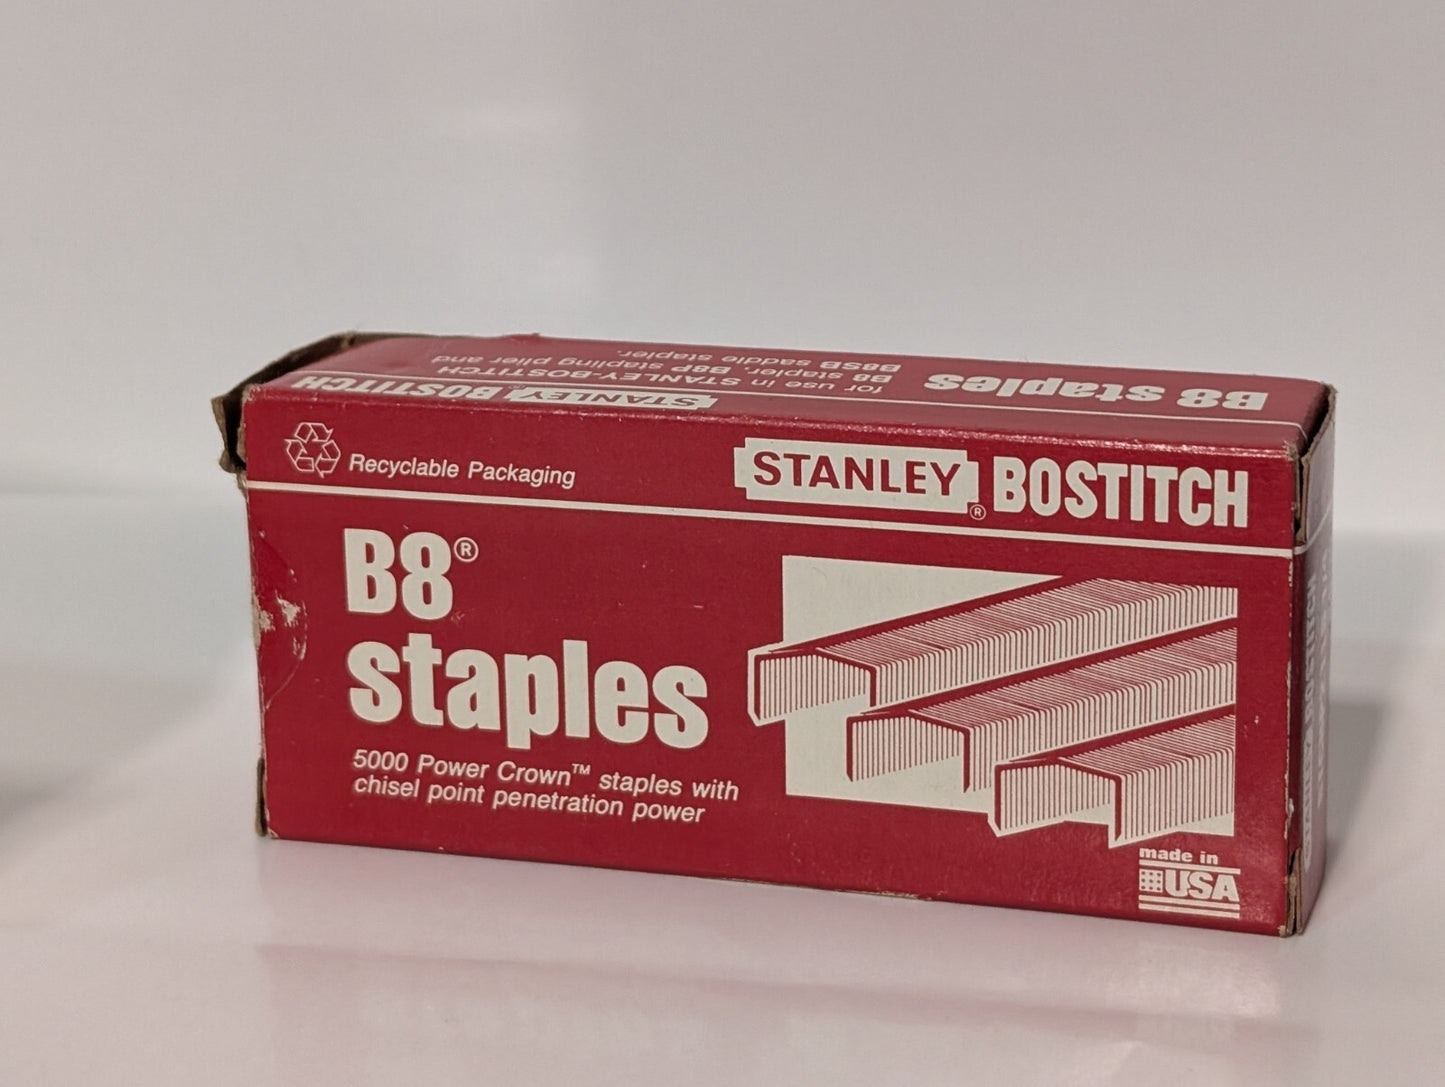 B8 staples
for use in STANLEY-BOSTITCH
B8 stapler, B8P stapling plier and
B8SB saddle stapler.
STANLEY® BOSTITCH
Recyclable Packaging
STANLEY® BOSTITCH
B8®
staples
5000 Power Crown™ staples with
chisel point penetration power
made in
USA